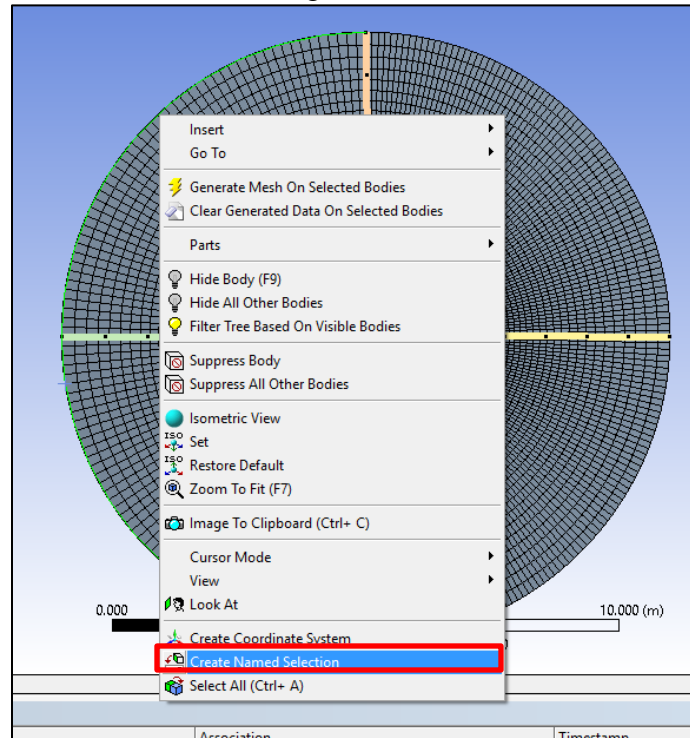 Insert
Go To
Generate Mesh On Selected Bodies
Clear Generated Data On Selected Bodies
Parts
Hide Body (F9)
Hide All Other Bodies
Filter Tree Based On Visible Bodies
Suppress Body
Suppress All Other Bodies
Isometric View
ISO Set
ISO Restore Default
Zoom To Fit (F7)
Image To Clipboard (Ctrl+ C)
Cursor Mode
View
Look At
0.000 10.000 (m)
Create Coordinate System
Create Named Selection
Select All (Ctrl+ A)
Association Timestamp